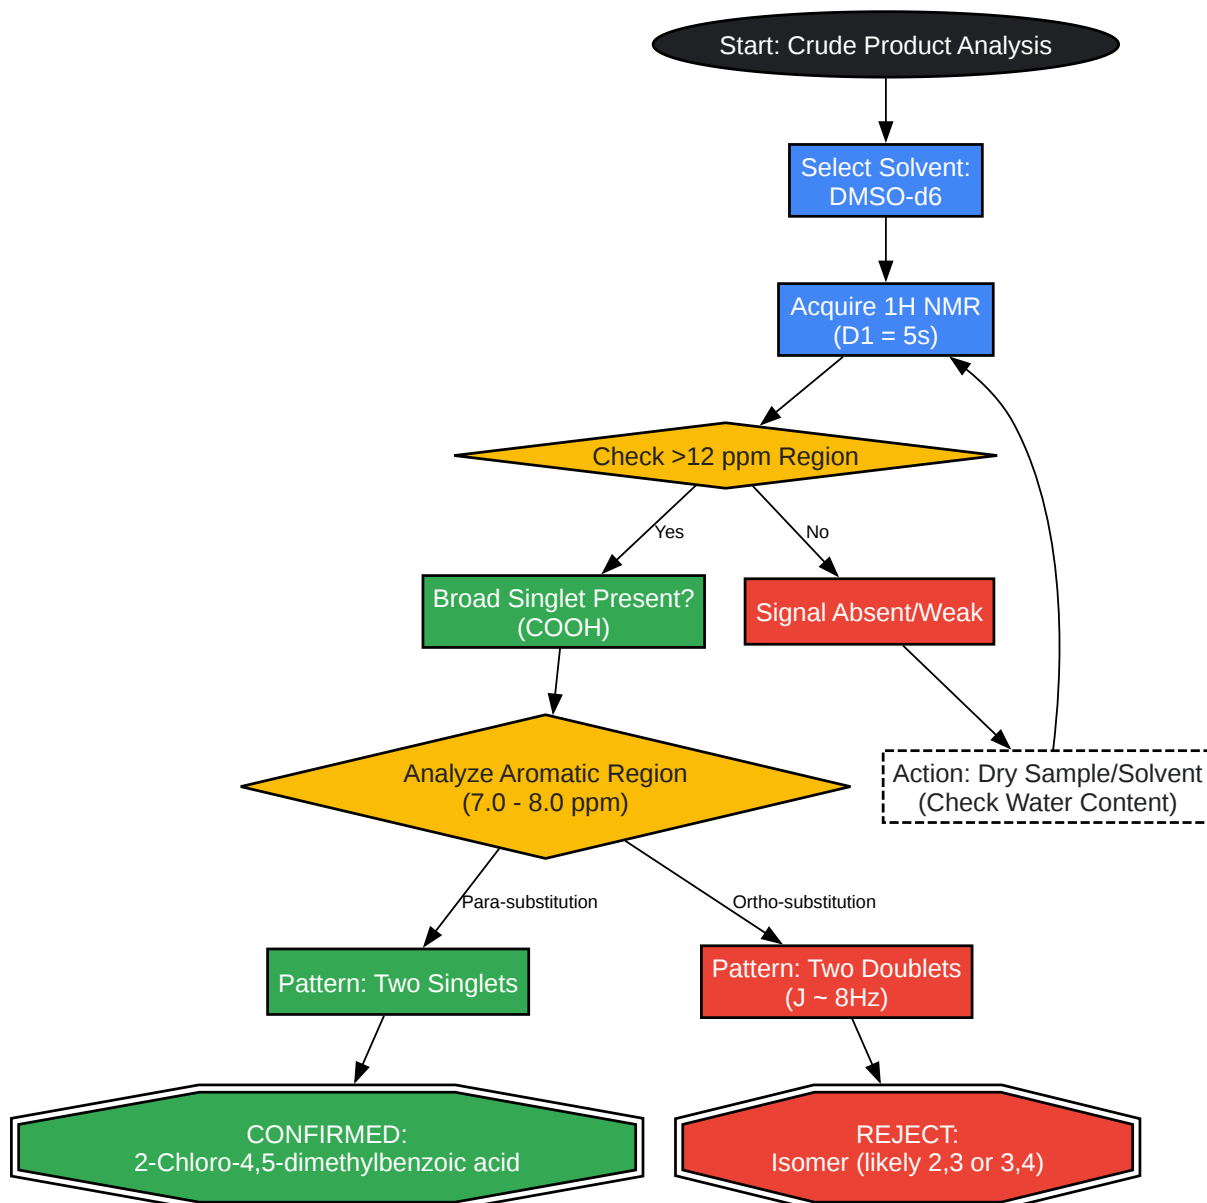 Start: Crude Product Analysis
Select Solvent:
DMSO-d6
Acquire 1H NMR
(D1 = 5s)
Check >12 ppm Region
Yes
No
Broad Singlet Present?
(COOH)
Signal Absent/Weak
Analyze Aromatic Region
(7.0 - 8.0 ppm)
Action: Dry Sample/Solvent
(Check Water Content)
Para-substitution
Ortho-substitution
Pattern: Two Singlets
Pattern: Two Doublets
(J ~ 8Hz)
CONFIRMED:
2-Chloro-4,5-dimethylbenzoic acid
REJECT:
Isomer (likely 2,3 or 3,4)